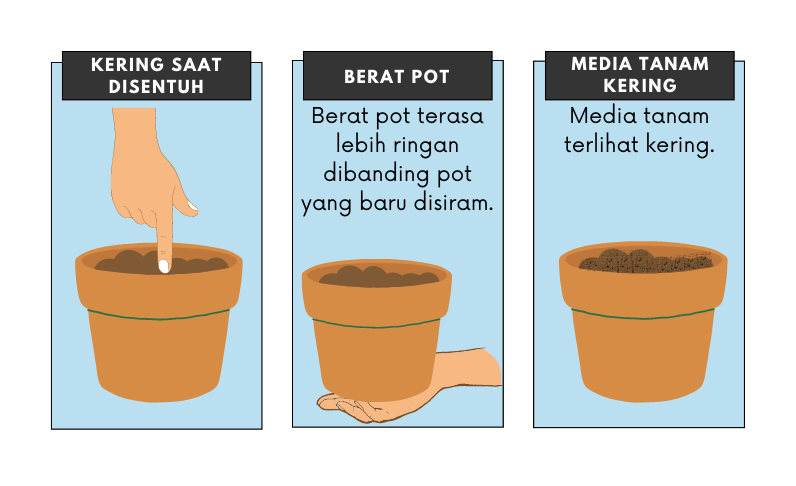 KERING SAAT
DISENTUH
BERAT POT
Berat pot terasa
lebih ringan
dibanding pot
yang baru disiram.
MEDIA TANAM
KERING
Media tanam
terlihat kering.